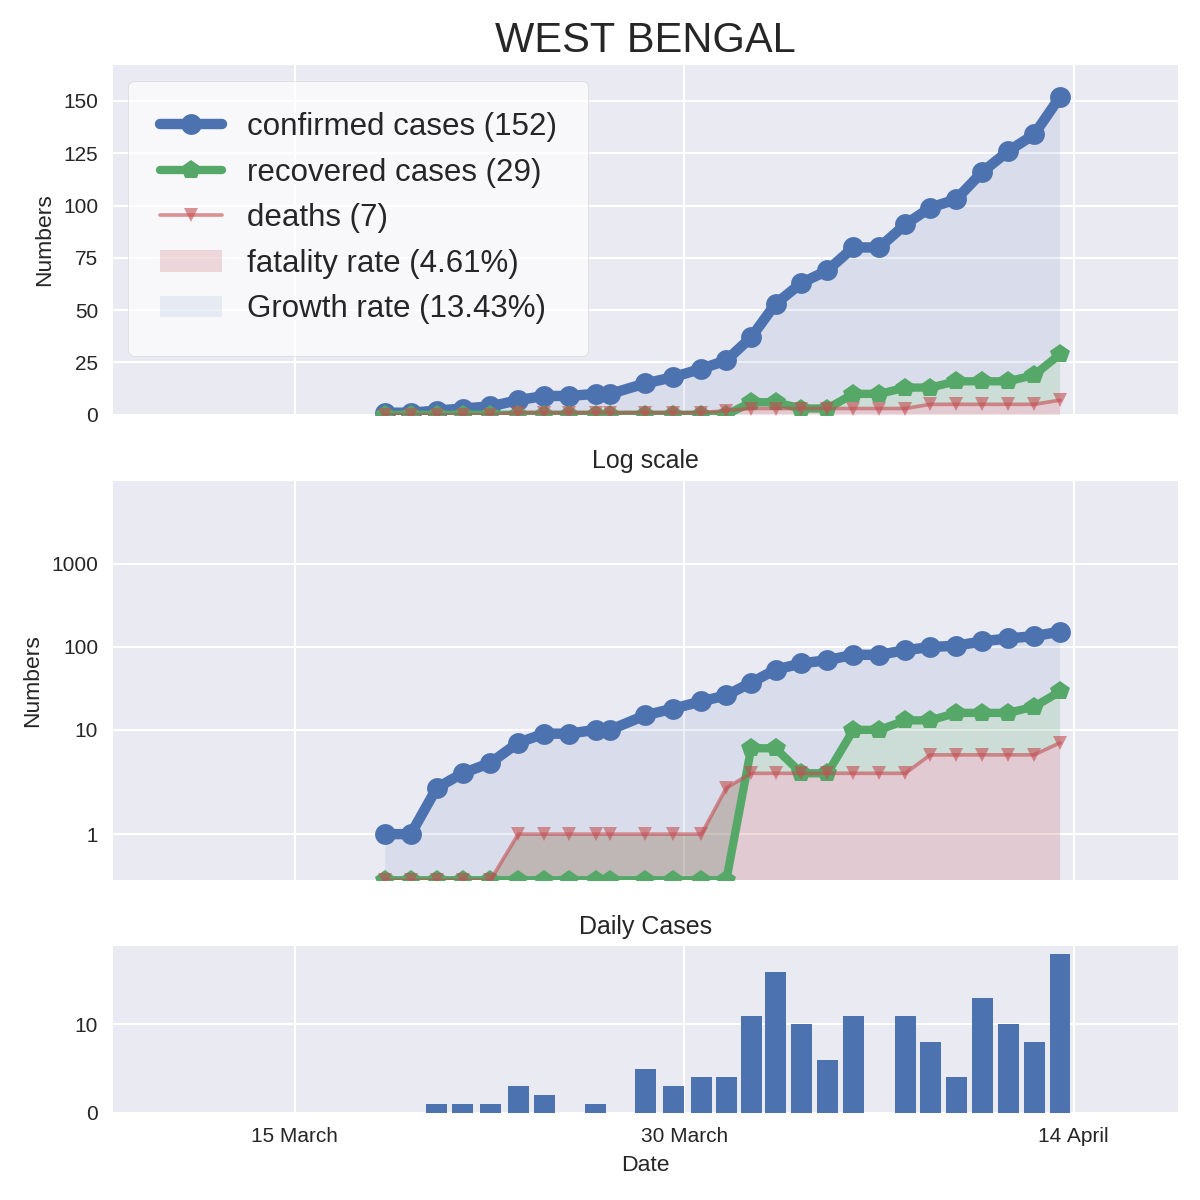 WEST BENGAL
150
125
100
75
50
25
0
Numbers
confirmed cases (152)
recovered cases (29)
deaths (7)
fatality rate (4.61%)
Growth rate (13.43%)
Log scale
1000
100
10
1
Numbers
Daily Cases
10
0
15 March
30 March
14 April
Date